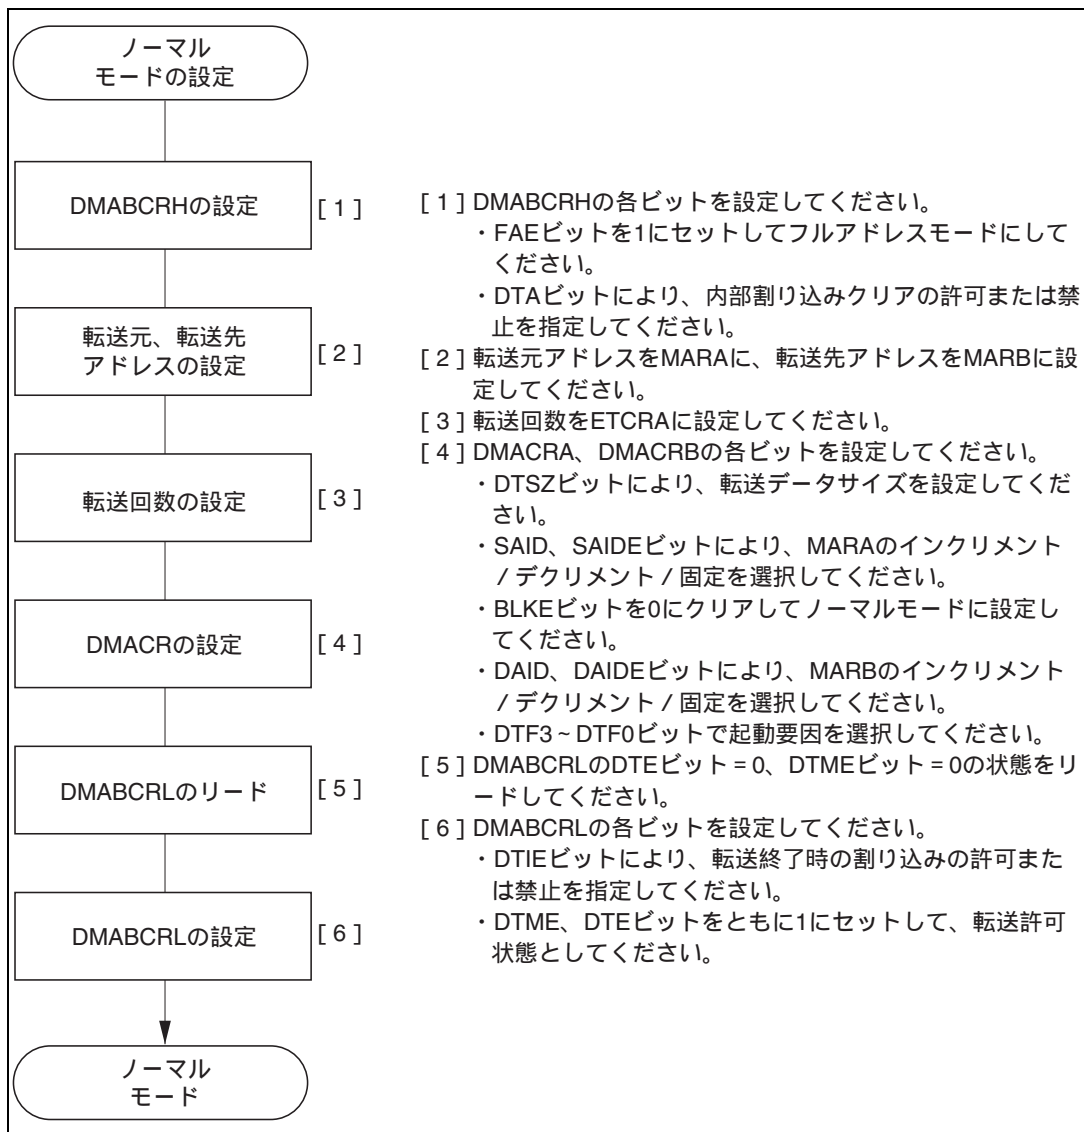 ノーマル
モードの設定
DMABCRHの設定
[ 1 ]
転送元、転送先
アドレスの設定
[ 2 ]
転送回数の設定
[ 3 ]
DMACRの設定
[ 4 ]
DMABCRLのリード
[ 5 ]
DMABCRLの設定
[ 6 ]
ノーマル
モード
[ 1 ] DMABCRHの各ビットを設定してください。
・FAEビットを1にセットしてフルアドレスモードにして
ください。
・DTAビットにより、内部割り込みクリアの許可または禁
止を指定してください。
[ 2 ] 転送元アドレスをMARAに、転送先アドレスをMARBに設
定してください。
[ 3 ] 転送回数をETCRAに設定してください。
[ 4 ] DMACRA、DMACRBの各ビットを設定してください。
・DTSZビットにより、転送データサイズを設定してくだ
さい。
・SAID、SAIDEビットにより、MARAのインクリメント
/ デクリメント / 固定を選択してください。
・BLKEビットを0にクリアしてノーマルモードに設定し
てください。
・DAID、DAIDEビットにより、MARBのインクリメント
/ デクリメント / 固定を選択してください。
・DTF3~DTF0ビットで起動要因を選択してください。
[ 5 ] DMABCRLのDTEビット = 0、DTMEビット = 0の状態をリ
ードしてください。
[ 6 ] DMABCRLの各ビットを設定してください。
・DTIEビットにより、転送終了時の割り込みの許可また
は禁止を指定してください。
・DTME、DTEビットをともに1にセットして、転送許可
状態としてください。